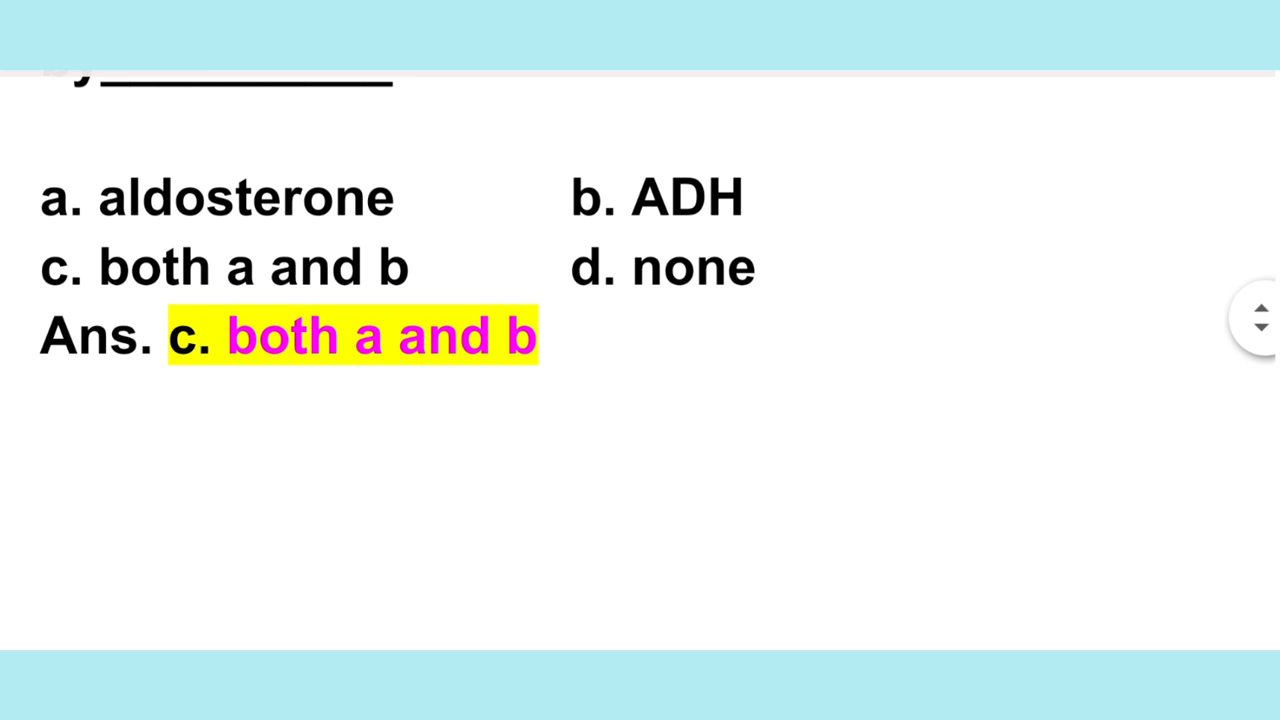 a. aldosterone b. ADH
c. both a and b d. none
Ans. c. both a and b